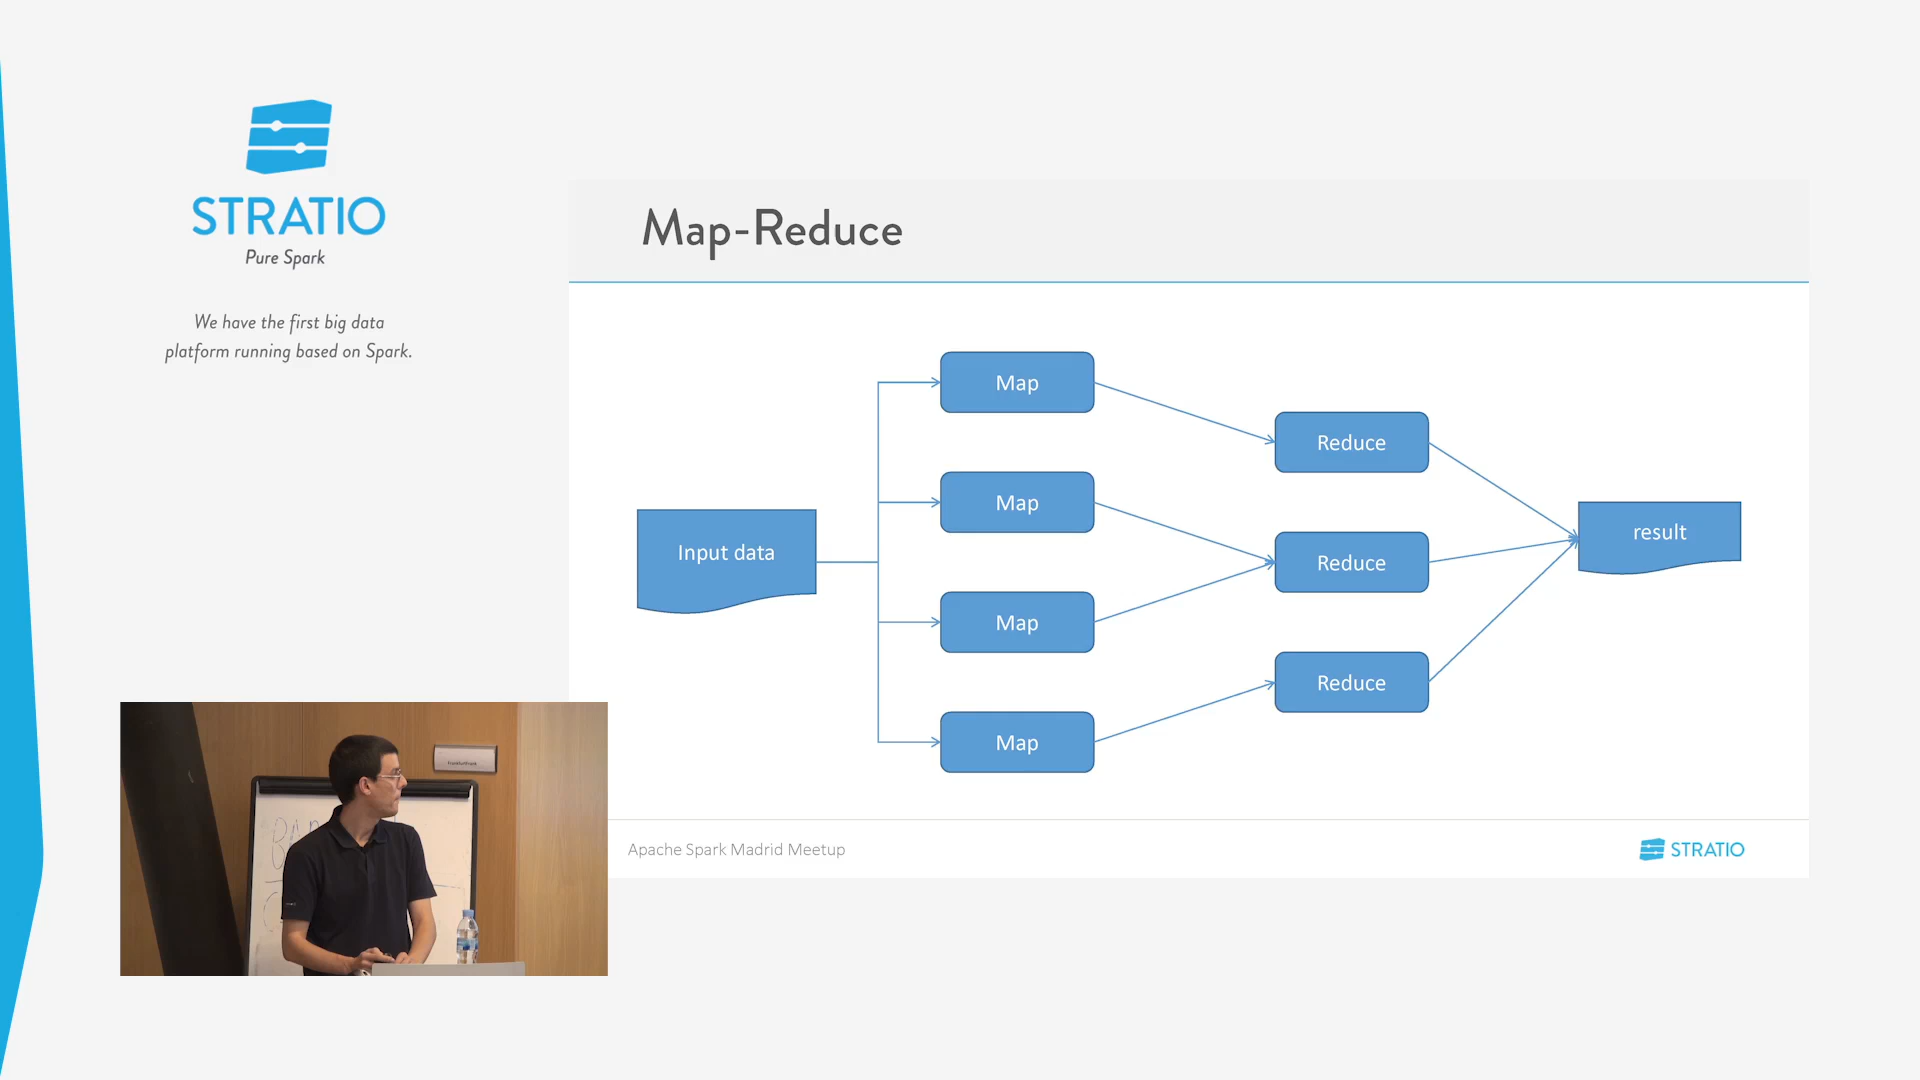 STRATIO
Pure Spark
We have the first big data
platform running based on Spark.
Map-Reduce
Input data
Map
Map
Map
Map
Reduce
Reduce
Reduce
result
Apache Spark Madrid Meetup
STRATIO